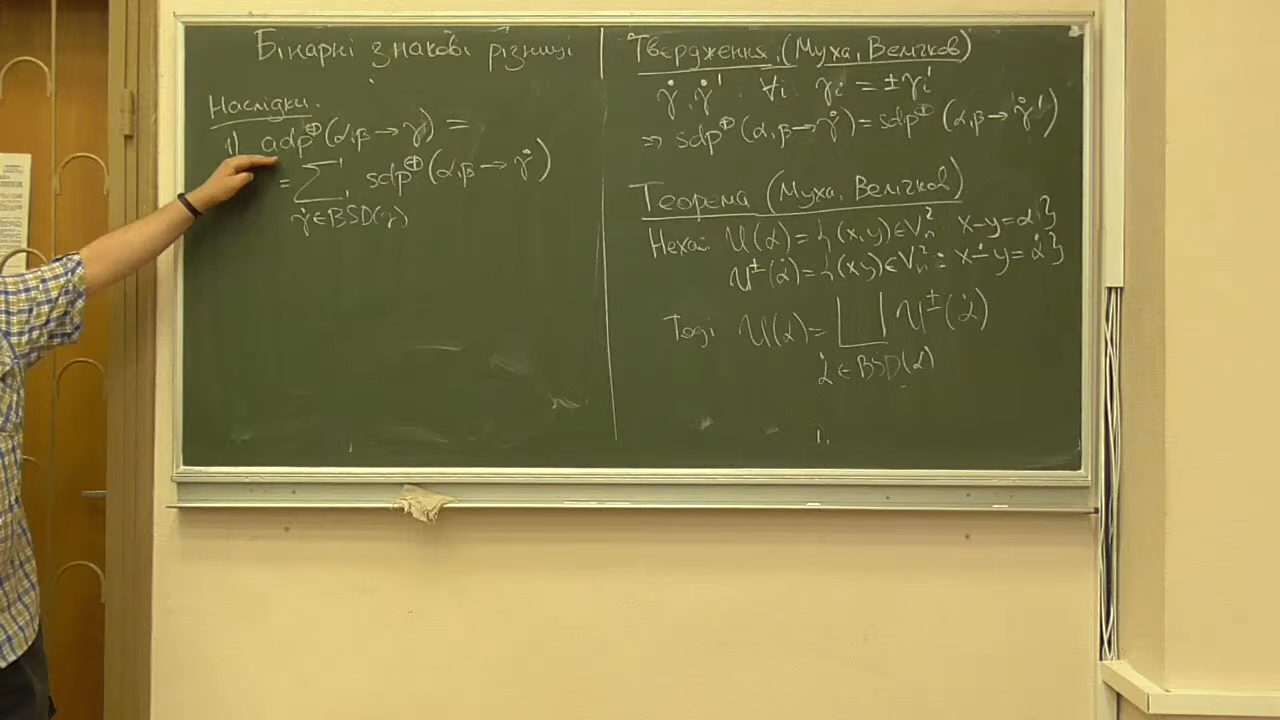 Бінарні знакові різниці
Наслідки.
1) adp⊕(α,β → γ) =
= ∑ sdp⊕(α,β → γ̇)
γ̇∈BSD(γ)
Твердження (Муха, Велічков)
γ̇, γ̇' : ∀i γ̇i = ±γ̇i'
⇒ sdp⊕(α,β→γ̇) = sdp⊕(α,β→γ̇')
Теорема (Муха, Велічков)
Нехай U(α) = {(x,y) ∈ Vn² : x−y=α}
U±(α̇) = {(x,y) ∈ Vn² : x∸y = α̇}
Тоді U(α) = ⨆ U±(α̇)
α̇∈BSD(α)